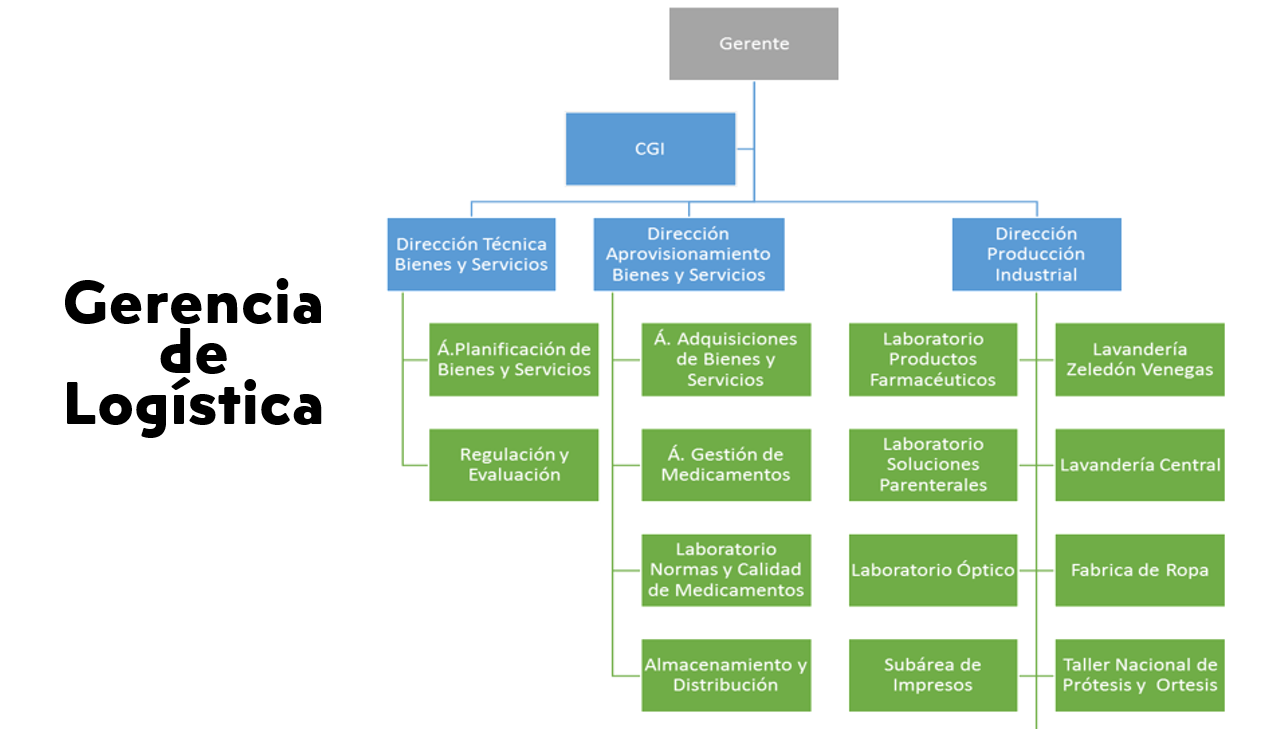 Gerencia
de
Logística
Gerente
CGI
Dirección Técnica
Bienes y Servicios
Dirección
Aprovisionamiento
Bienes y Servicios
Dirección
Producción
Industrial
Á.Planificación de
Bienes y Servicios
Regulación y
Evaluación
Á. Adquisiciones
de Bienes y
Servicios
Á. Gestión de
Medicamentos
Laboratorio
Normas y Calidad
de Medicamentos
Almacenamiento y
Distribución
Laboratorio
Productos
Farmacéuticos
Lavandería
Zeledón Venegas
Laboratorio
Soluciones
Parenterales
Lavandería Central
Laboratorio Óptico
Fabrica de Ropa
Subárea de
Impresos
Taller Nacional de
Prótesis y Ortesis